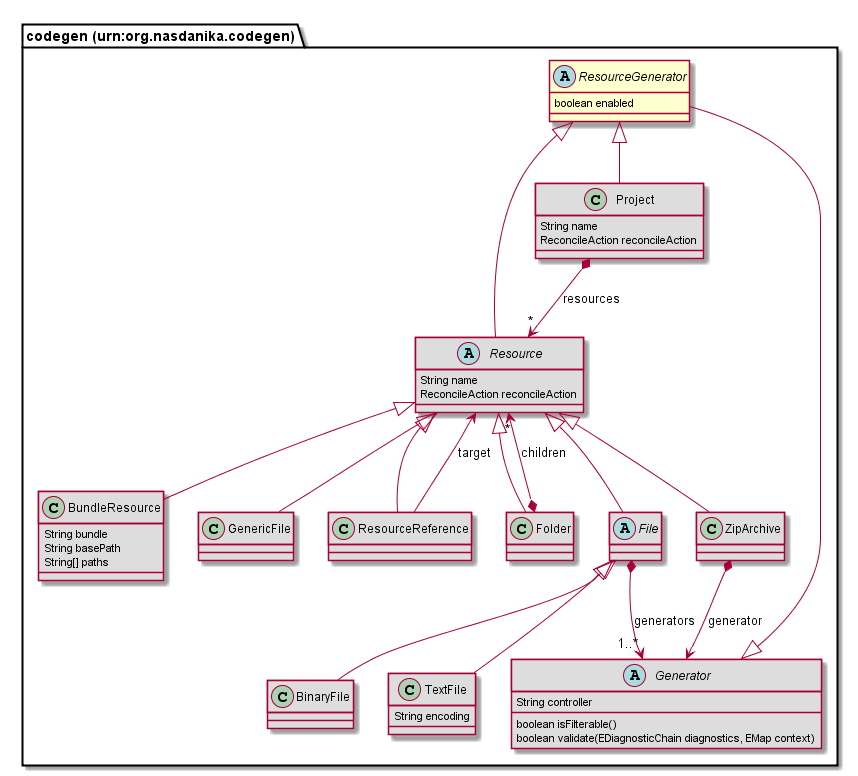 codegen (urn:org.nasdanika.codegen)
A ResourceGenerator
boolean enabled
C Project
String name
ReconcileAction reconcileAction
resources
*
A Resource
String name
ReconcileAction reconcileAction
*
target
children
C BundleResource
String bundle
String basePath
String[] paths
C GenericFile
C ResourceReference
C Folder
A File
C ZipArchive
generators
generator
1..*
C BinaryFile
C TextFile
String encoding
A Generator
String controller
boolean isFilterable()
boolean validate(EDiagnosticChain diagnostics, EMap context)